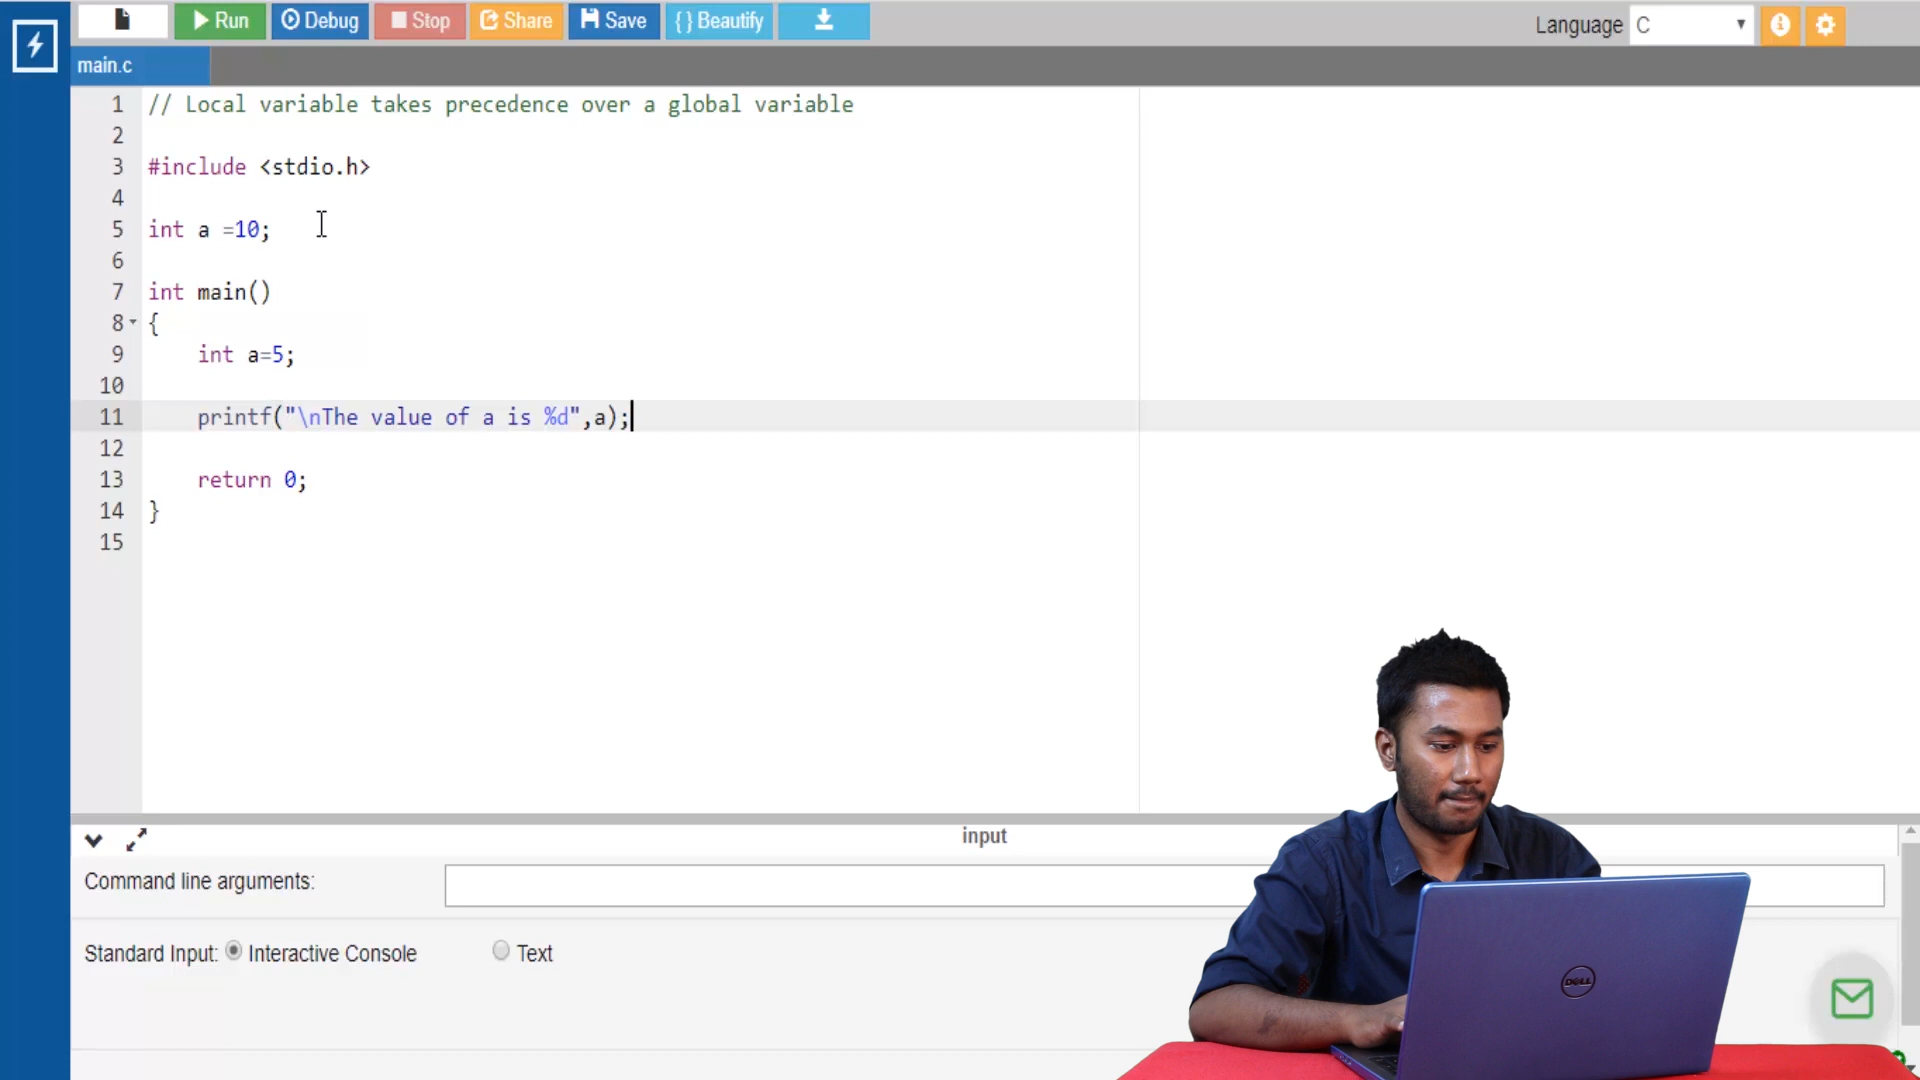 Run Debug Stop Share Save { } Beautify Language C
main.c
1 // Local variable takes precedence over a global variable
2
3 #include <stdio.h>
4
5 int a =10;
6
7 int main()
8 {
9 int a=5;
10
11 printf("\nThe value of a is %d",a);
12
13 return 0;
14 }
15
input
Command line arguments:
Standard Input: Interactive Console Text
DELL